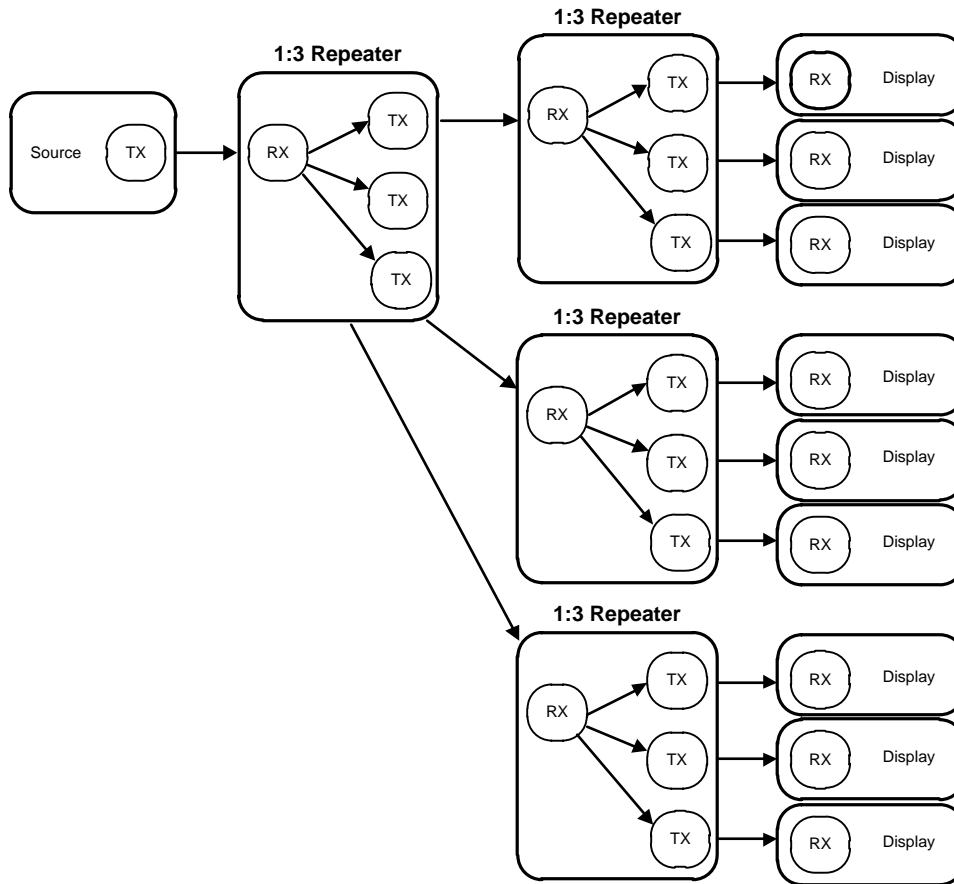 1:3 Repeater
1:3 Repeater
Source
TX
RX
TX
TX
TX
RX
TX
TX
TX
RX
Display
RX
Display
RX
Display
1:3 Repeater
RX
TX
TX
TX
RX
Display
RX
Display
RX
Display
1:3 Repeater
RX
TX
TX
TX
RX
Display
RX
Display
RX
Display